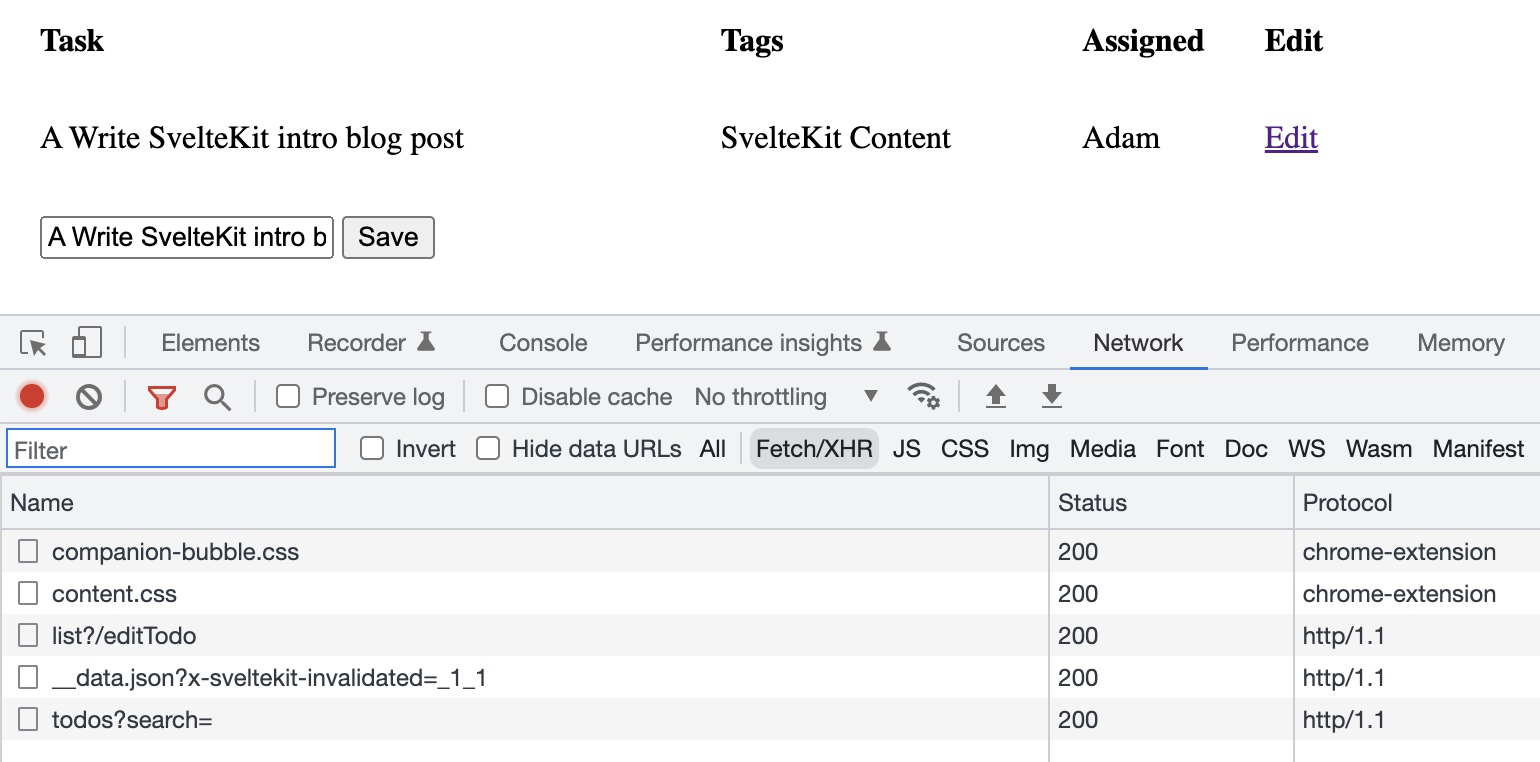 Task Tags Assigned Edit
A Write SvelteKit intro blog post SvelteKit Content Adam Edit
A Write SvelteKit intro b Save
Elements Recorder Console Performance insights Sources Network Performance Memory
Preserve log Disable cache No throttling
Filter Invert Hide data URLs All Fetch/XHR JS CSS Img Media Font Doc WS Wasm Manifest
Name Status Protocol
companion-bubble.css 200 chrome-extension
content.css 200 chrome-extension
list?/editTodo 200 http/1.1
__data.json?x-sveltekit-invalidated=_1_1 200 http/1.1
todos?search= 200 http/1.1